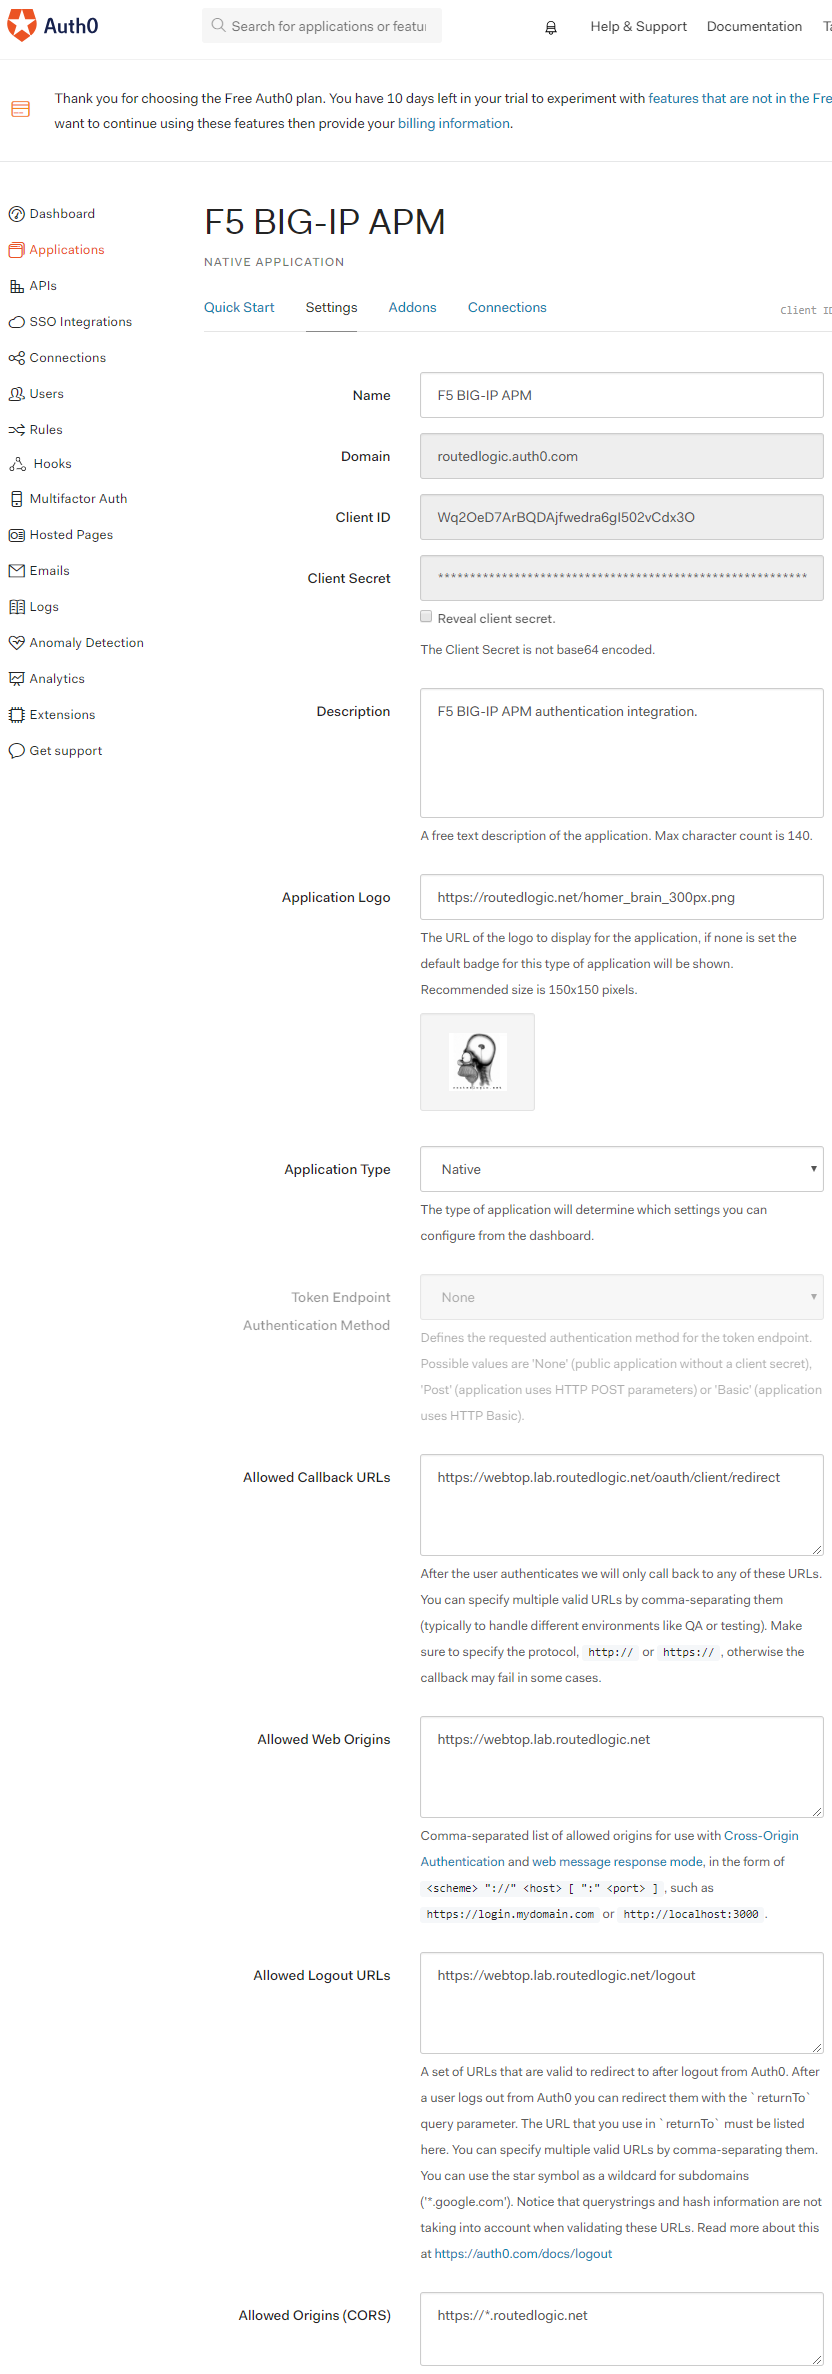 Auth0
Search for applications or featu
Help & Support
Documentation
Thank you for choosing the Free Auth0 plan. You have 10 days left in your trial to experiment with features that are not in the Fre
want to continue using these features then provide your billing information.
Dashboard
Applications
APIs
SSO Integrations
Connections
Users
Rules
Hooks
Multifactor Auth
Hosted Pages
Emails
Logs
Anomaly Detection
Analytics
Extensions
Get support
F5 BIG-IP APM
NATIVE APPLICATION
Quick Start
Settings
Addons
Connections
Client ID
Name
F5 BIG-IP APM
Domain
routedlogic.auth0.com
Client ID
Wq2OeD7ArBQDAjfwedra6gI502vCdx3O
Client Secret
Reveal client secret.
The Client Secret is not base64 encoded.
Description
F5 BIG-IP APM authentication integration.
A free text description of the application. Max character count is 140.
Application Logo
https://routedlogic.net/homer_brain_300px.png
The URL of the logo to display for the application, if none is set the
default badge for this type of application will be shown.
Recommended size is 150x150 pixels.
Application Type
Native
The type of application will determine which settings you can
configure from the dashboard.
Token Endpoint
Authentication Method
None
Defines the requested authentication method for the token endpoint.
Possible values are 'None' (public application without a client secret),
'Post' (application uses HTTP POST parameters) or 'Basic' (application
uses HTTP Basic).
Allowed Callback URLs
https://webtop.lab.routedlogic.net/oauth/client/redirect
After the user authenticates we will only call back to any of these URLs.
You can specify multiple valid URLs by comma-separating them
(typically to handle different environments like QA or testing). Make
sure to specify the protocol, http:// or https:// , otherwise the
callback may fail in some cases.
Allowed Web Origins
https://webtop.lab.routedlogic.net
Comma-separated list of allowed origins for use with Cross-Origin
Authentication and web message response mode, in the form of
<scheme> "://" <host> [ ":" <port> ] , such as
https://login.mydomain.com or http://localhost:3000 .
Allowed Logout URLs
https://webtop.lab.routedlogic.net/logout
A set of URLs that are valid to redirect to after logout from Auth0. After
a user logs out from Auth0 you can redirect them with the `returnTo`
query parameter. The URL that you use in `returnTo` must be listed
here. You can specify multiple valid URLs by comma-separating them.
You can use the star symbol as a wildcard for subdomains
('*.google.com'). Notice that querystrings and hash information are not
taking into account when validating these URLs. Read more about this
at https://auth0.com/docs/logout
Allowed Origins (CORS)
https://*.routedlogic.net